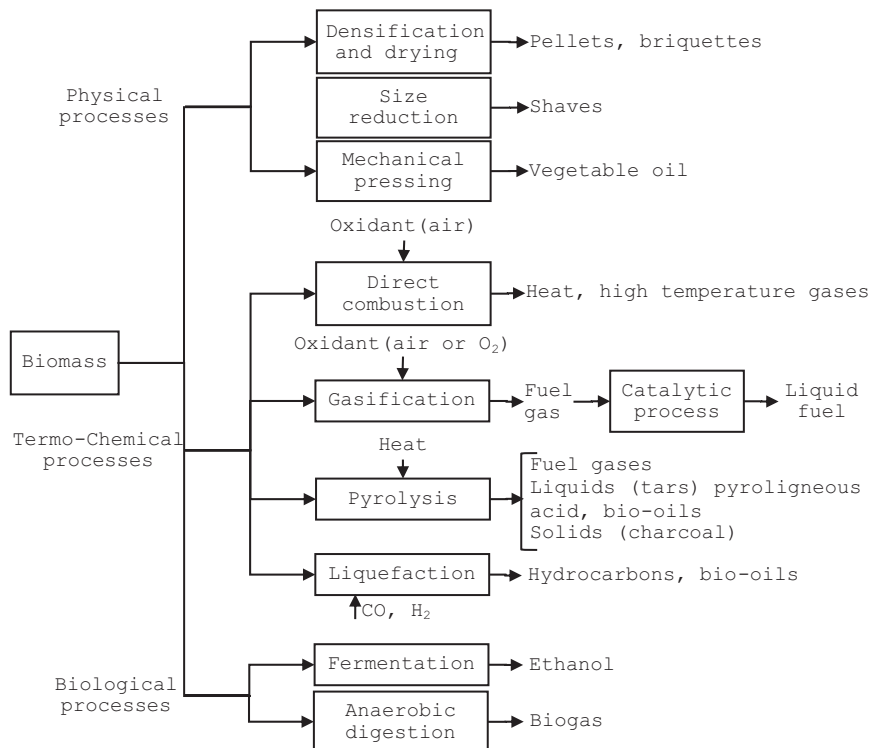 Densification
and drying
Pellets, briquettes
Physical
processes
Size
reduction
Shaves
Mechanical
pressing
Vegetable oil
Oxidant(air)
Direct
combustion
Heat, high temperature gases
Biomass
Oxidant(air or O₂)
Gasification
Fuel
gas
Catalytic
process
Liquid
fuel
Termo-Chemical
processes
Heat
Pyrolysis
Fuel gases
Liquids (tars) pyroligneous
acid, bio-oils
Solids (charcoal)
Liquefaction
Hydrocarbons, bio-oils
CO, H₂
Biological
processes
Fermentation
Ethanol
Anaerobic
digestion
Biogas